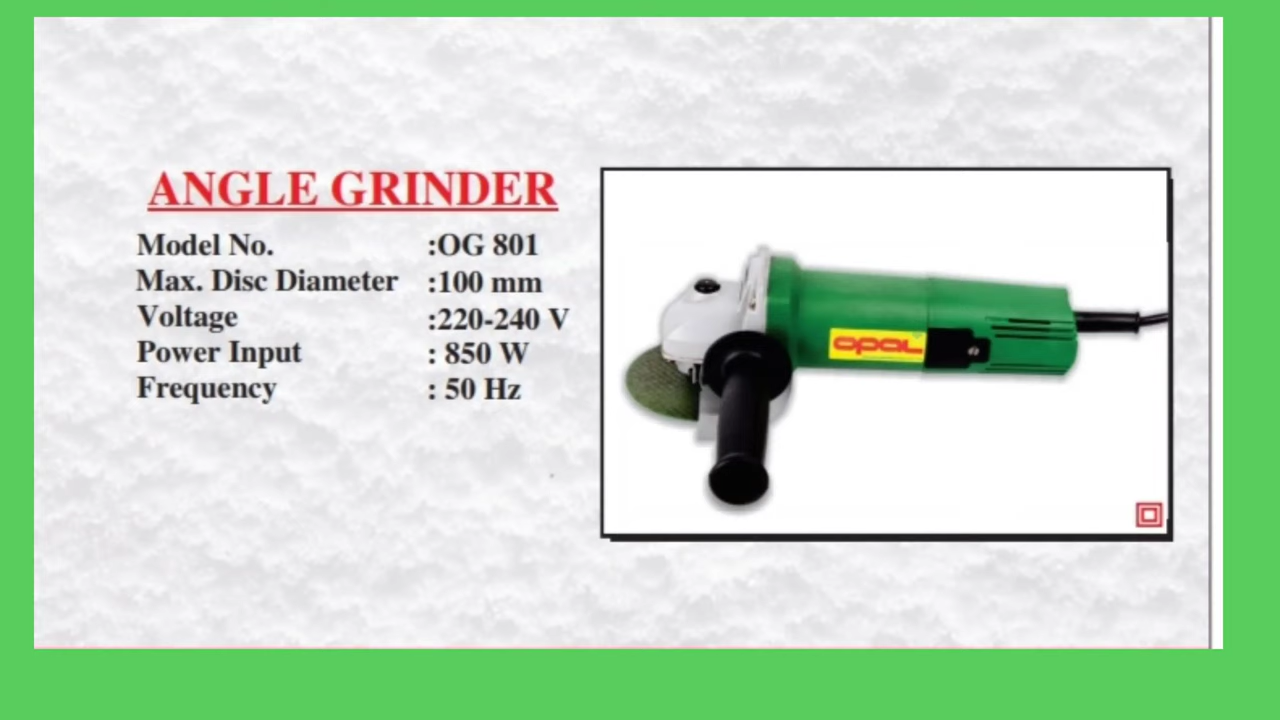 ANGLE GRINDER
Model No. :OG 801
Max. Disc Diameter :100 mm
Voltage :220-240 V
Power Input : 850 W
Frequency : 50 Hz
OPAL